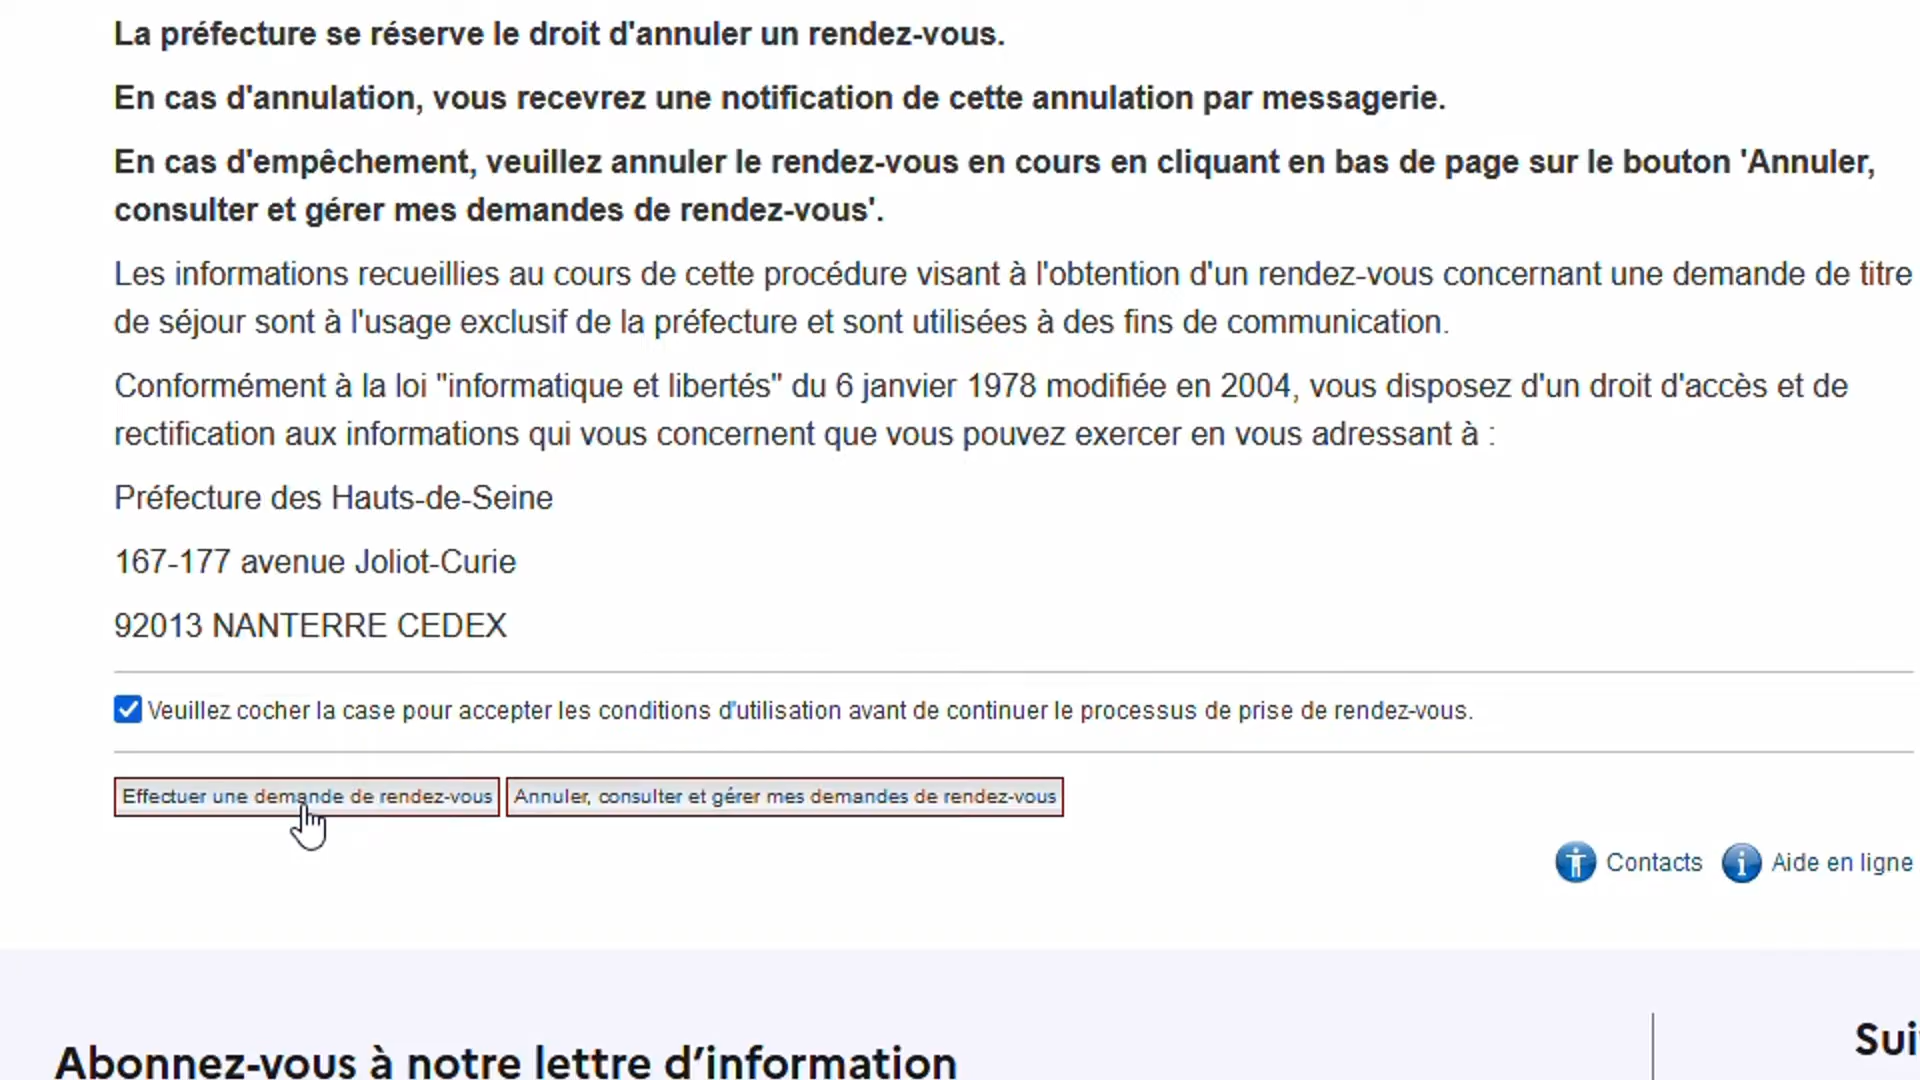 La préfecture se réserve le droit d'annuler un rendez-vous.
En cas d'annulation, vous recevrez une notification de cette annulation par messagerie.
En cas d'empêchement, veuillez annuler le rendez-vous en cours en cliquant en bas de page sur le bouton 'Annuler,
consulter et gérer mes demandes de rendez-vous'.
Les informations recueillies au cours de cette procédure visant à l'obtention d'un rendez-vous concernant une demande de titre
de séjour sont à l'usage exclusif de la préfecture et sont utilisées à des fins de communication.
Conformément à la loi "informatique et libertés" du 6 janvier 1978 modifiée en 2004, vous disposez d'un droit d'accès et de
rectification aux informations qui vous concernent que vous pouvez exercer en vous adressant à :
Préfecture des Hauts-de-Seine
167-177 avenue Joliot-Curie
92013 NANTERRE CEDEX
Veuillez cocher la case pour accepter les conditions d'utilisation avant de continuer le processus de prise de rendez-vous.
Effectuer une demande de rendez-vous Annuler, consulter et gérer mes demandes de rendez-vous
Contacts Aide en ligne
Abonnez-vous à notre lettre d'information
Sui